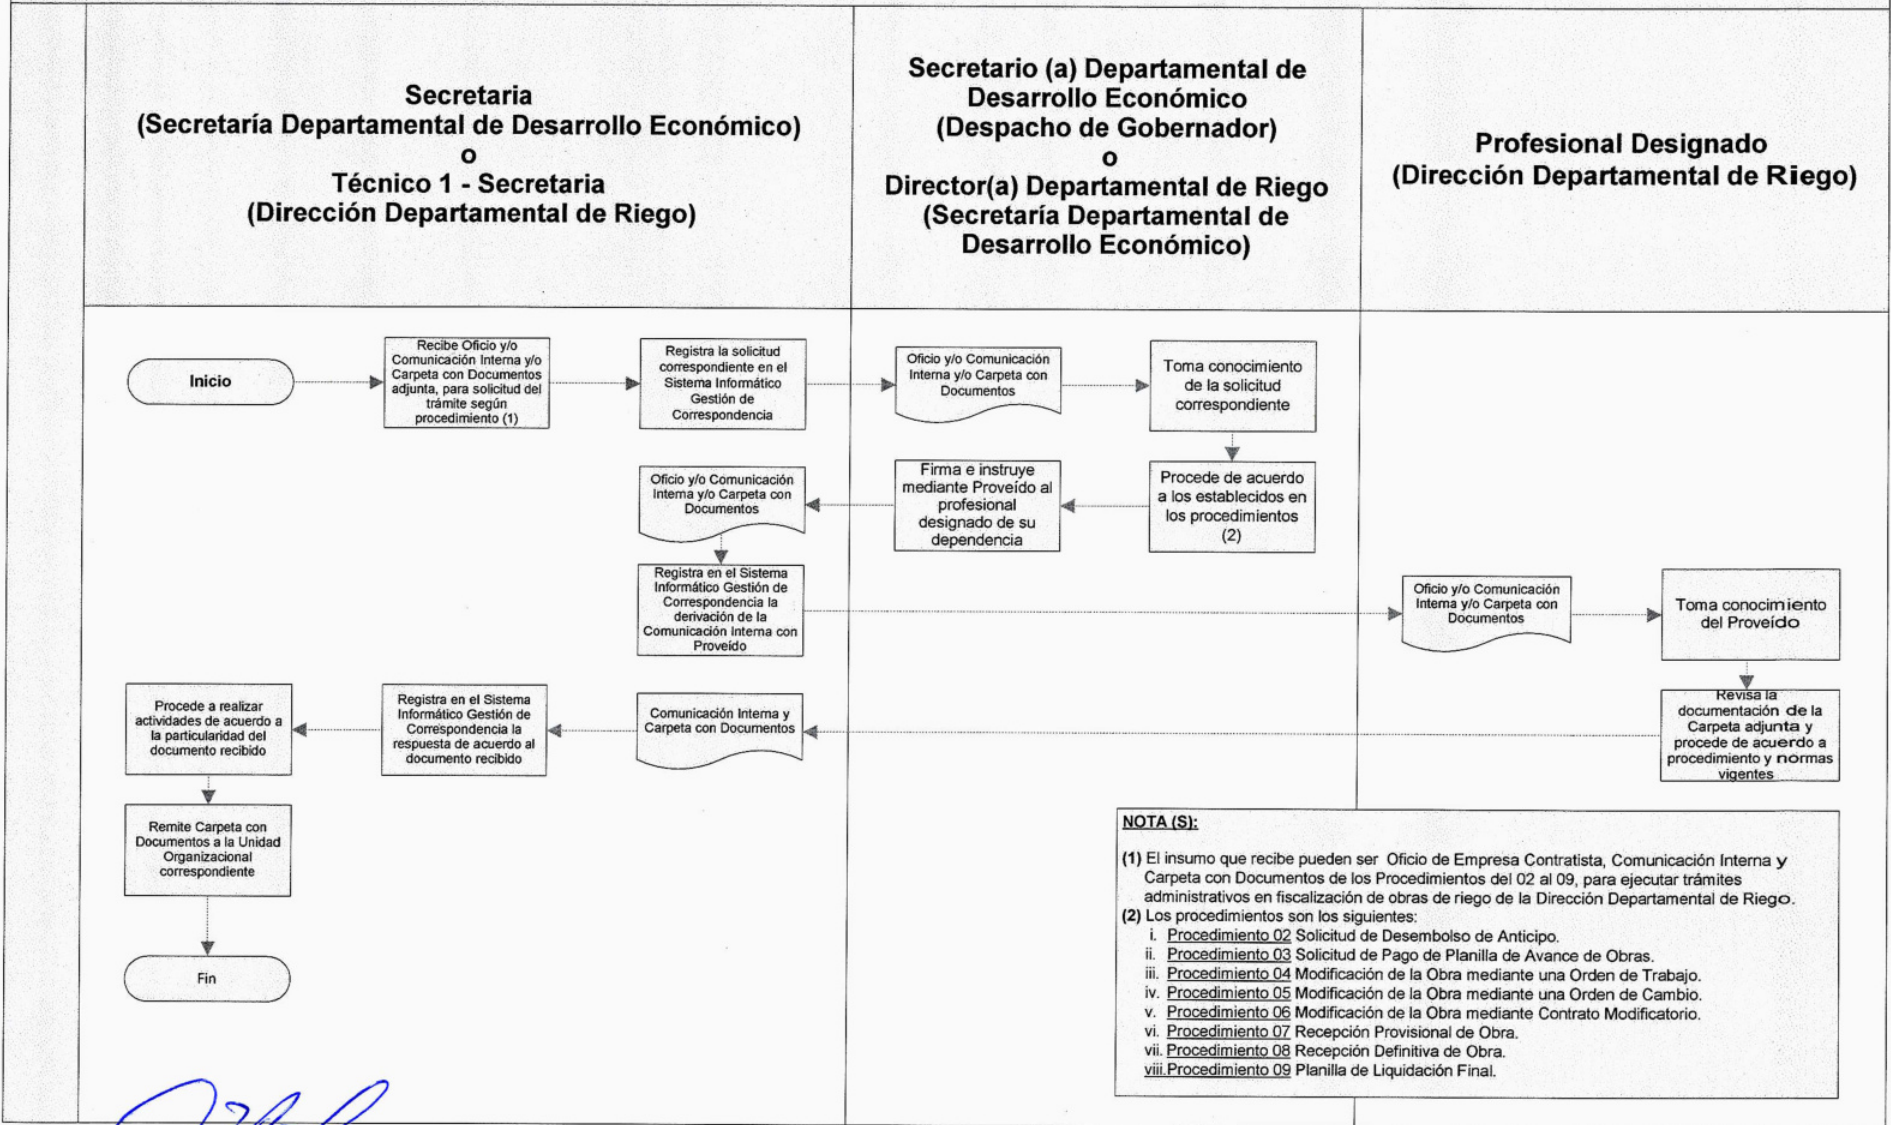 Secretaria
(Secretaría Departamental de Desarrollo Económico)
o
Técnico 1 - Secretaria
(Dirección Departamental de Riego)
Secretario (a) Departamental de
Desarrollo Económico
(Despacho de Gobernador)
o
Director(a) Departamental de Riego
(Secretaría Departamental de
Desarrollo Económico)
Profesional Designado
(Dirección Departamental de Riego)
Inicio
Recibe Oficio y/o
Comunicación Interna y/o
Carpeta con Documentos
adjunta, para solicitud del
trámite según
procedimiento (1)
Registra la solicitud
correspondiente en el
Sistema Informático
Gestión de
Correspondencia
Oficio y/o Comunicación
Interna y/o Carpeta con
Documentos
Toma conocimiento
de la solicitud
correspondiente
Procede de acuerdo
a los establecidos en
los procedimientos
(2)
Firma e instruye
mediante Proveído al
profesional
designado de su
dependencia
Oficio y/o Comunicación
Interna y/o Carpeta con
Documentos
Registra en el Sistema
Informático Gestión de
Correspondencia la
derivación de la
Comunicación Interna con
Proveído
Oficio y/o Comunicación
Interna y/o Carpeta con
Documentos
Toma conocimiento
del Proveído
Revisa la
documentación de la
Carpeta adjunta y
procede de acuerdo a
procedimiento y normas
vigentes
Comunicación Interna y
Carpeta con Documentos
Registra en el Sistema
Informático Gestión de
Correspondencia la
respuesta de acuerdo al
documento recibido
Procede a realizar
actividades de acuerdo a
la particularidad del
documento recibido
Remite Carpeta con
Documentos a la Unidad
Organizacional
correspondiente
Fin
NOTA (S):
(1) El insumo que recibe pueden ser Oficio de Empresa Contratista, Comunicación Interna y
Carpeta con Documentos de los Procedimientos del 02 al 09, para ejecutar trámites
administrativos en fiscalización de obras de riego de la Dirección Departamental de Riego.
(2) Los procedimientos son los siguientes:
i. Procedimiento 02 Solicitud de Desembolso de Anticipo.
ii. Procedimiento 03 Solicitud de Pago de Planilla de Avance de Obras.
iii. Procedimiento 04 Modificación de la Obra mediante una Orden de Trabajo.
iv. Procedimiento 05 Modificación de la Obra mediante una Orden de Cambio.
v. Procedimiento 06 Modificación de la Obra mediante Contrato Modificatorio.
vi. Procedimiento 07 Recepción Provisional de Obra.
vii. Procedimiento 08 Recepción Definitiva de Obra.
viii. Procedimiento 09 Planilla de Liquidación Final.